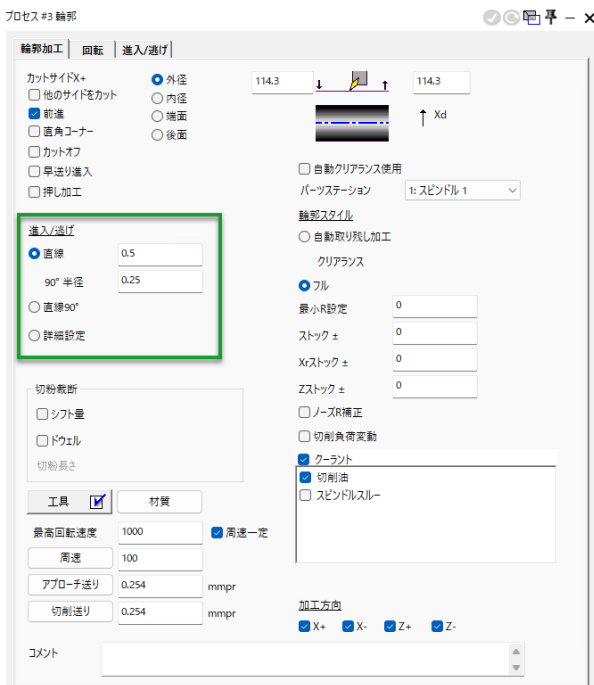 プロセス #3 輪郭
輪郭加工 回転 進入/逃げ
カットサイドX+
他のサイドをカット
前進
直角コーナー
カットオフ
早送り進入
押し加工
外径
内径
端面
後面
114.3
114.3
Xd
自動クリアランス使用
パーツステーション 1: スピンドル 1
輪郭スタイル
自動取り残し加工
クリアランス
フル
最小R設定 0
ストック ± 0
Xrストック ± 0
Zストック ± 0
ノーズR補正
切削負荷変動
進入/逃げ
直線 0.5
90° 半径 0.25
直線90°
詳細設定
切粉裁断
シフト量
ドウェル
切粉長さ
クーラント
切削油
スピンドルスルー
工具 材質
最高回転速度 1000 周速一定
周速 100
アプローチ送り 0.254 mmpr
切削送り 0.254 mmpr
加工方向
X+ X- Z+ Z-
コメント